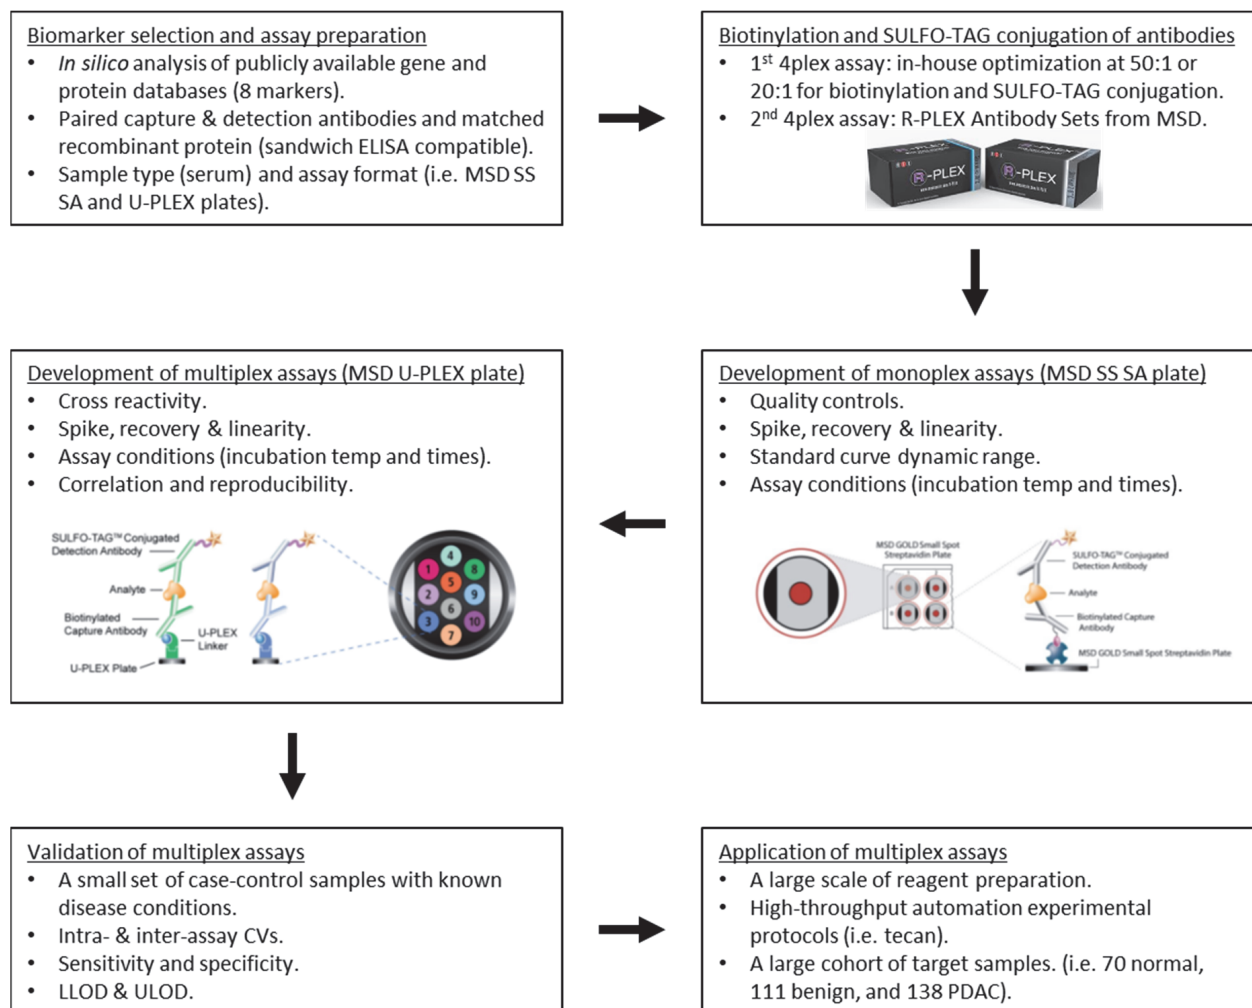 Biomarker selection and assay preparation
• In silico analysis of publicly available gene and
protein databases (8 markers).
• Paired capture & detection antibodies and matched
recombinant protein (sandwich ELISA compatible).
• Sample type (serum) and assay format (i.e. MSD SS
SA and U-PLEX plates).
Biotinylation and SULFO-TAG conjugation of antibodies
• 1st 4plex assay: in-house optimization at 50:1 or
20:1 for biotinylation and SULFO-TAG conjugation.
• 2nd 4plex assay: R-PLEX Antibody Sets from MSD.
R-PLEX
R-PLEX
Development of multiplex assays (MSD U-PLEX plate)
• Cross reactivity.
• Spike, recovery & linearity.
• Assay conditions (incubation temp and times).
• Correlation and reproducibility.
SULFO-TAG™ Conjugated
Detection Antibody
Analyte
Biotinylated
Capture Antibody
U-PLEX
Linker
U-PLEX Plate
4
1
8
5
2
9
6
3
10
7
Development of monoplex assays (MSD SS SA plate)
• Quality controls.
• Spike, recovery & linearity.
• Standard curve dynamic range.
• Assay conditions (incubation temp and times).
MSD GOLD Small Spot
Streptavidin Plate
SULFO-TAG™ Conjugated
Detection Antibody
Analyte
Biotinylated Capture
Antibody
MSD GOLD Small Spot Streptavidin Plate
Validation of multiplex assays
• A small set of case-control samples with known
disease conditions.
• Intra- & inter-assay CVs.
• Sensitivity and specificity.
• LLOD & ULOD.
Application of multiplex assays
• A large scale of reagent preparation.
• High-throughput automation experimental
protocols (i.e. tecan).
• A large cohort of target samples. (i.e. 70 normal,
111 benign, and 138 PDAC).